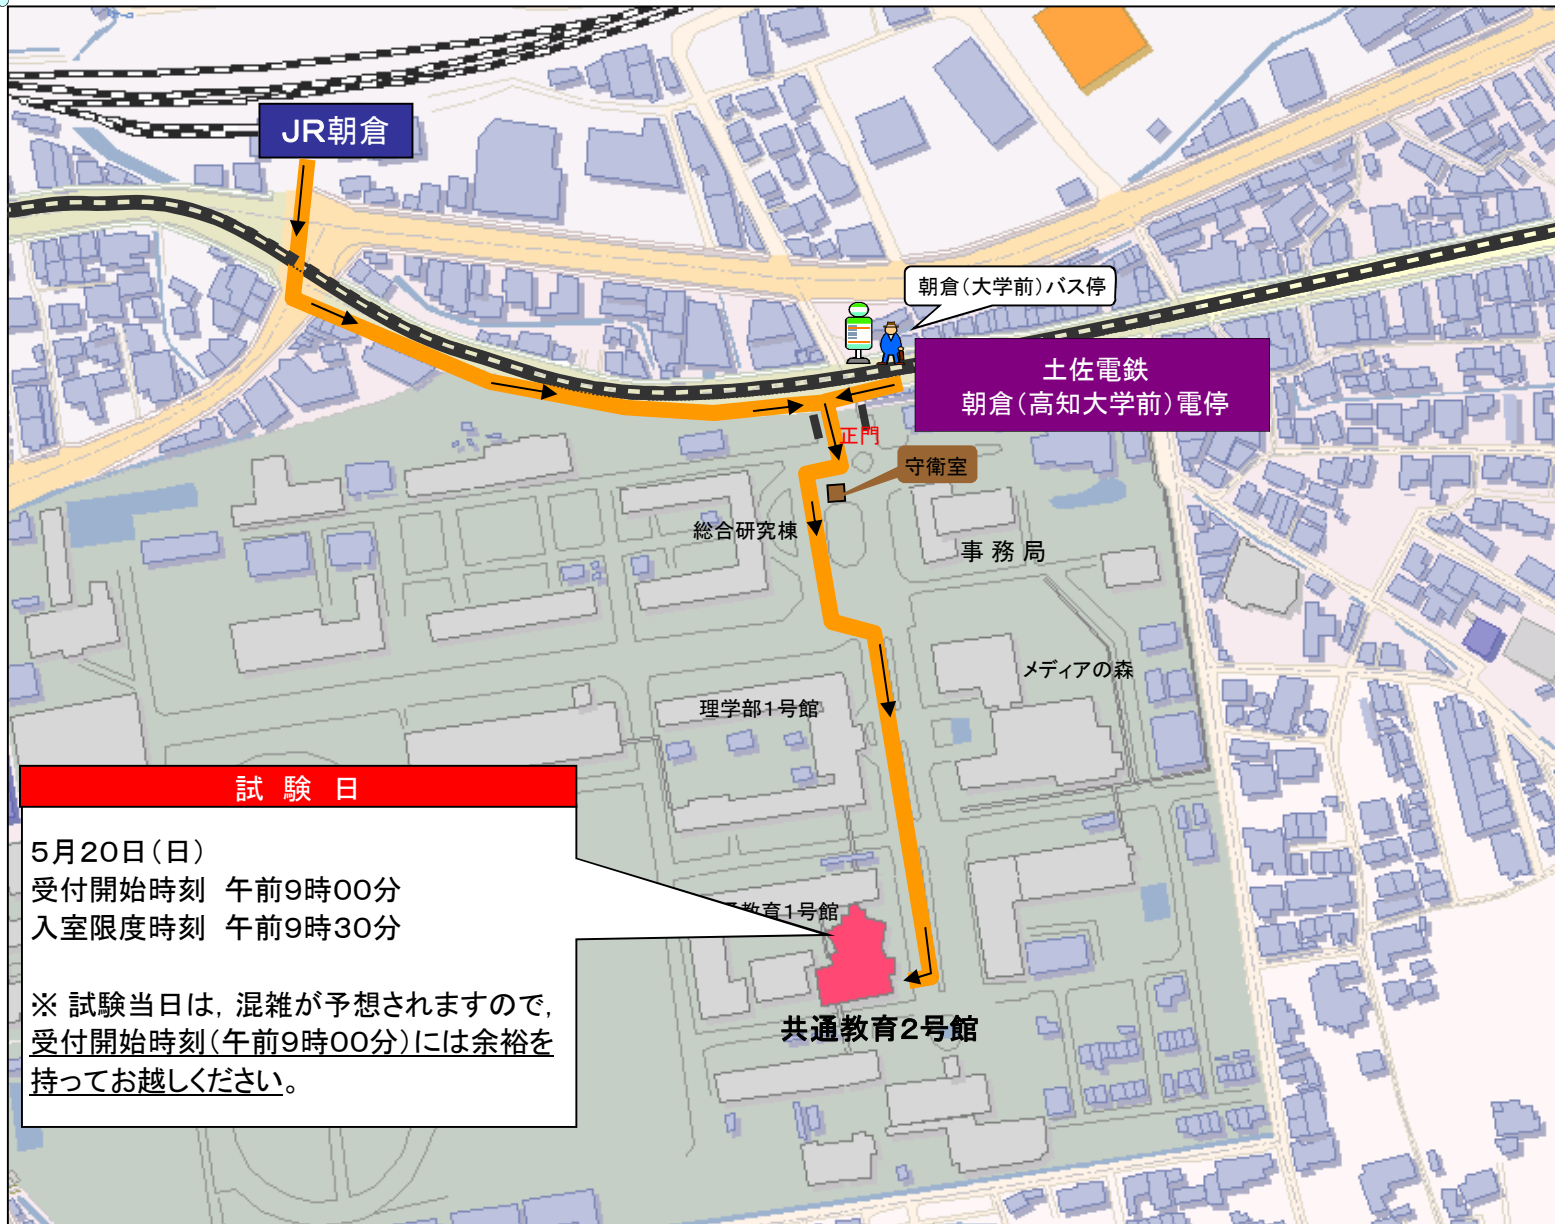 JR朝倉
朝倉(大学前)バス停
土佐電鉄
朝倉(高知大学前)電停
正門
守衛室
総合研究棟
事務局
メディアの森
理学部1号館
試験日
5月20日(日)
受付開始時刻 午前9時00分
入室限度時刻 午前9時30分
※ 試験当日は,混雑が予想されますので,
受付開始時刻(午前9時00分)には余裕を
持ってお越しください。
教育1号館
共通教育2号館